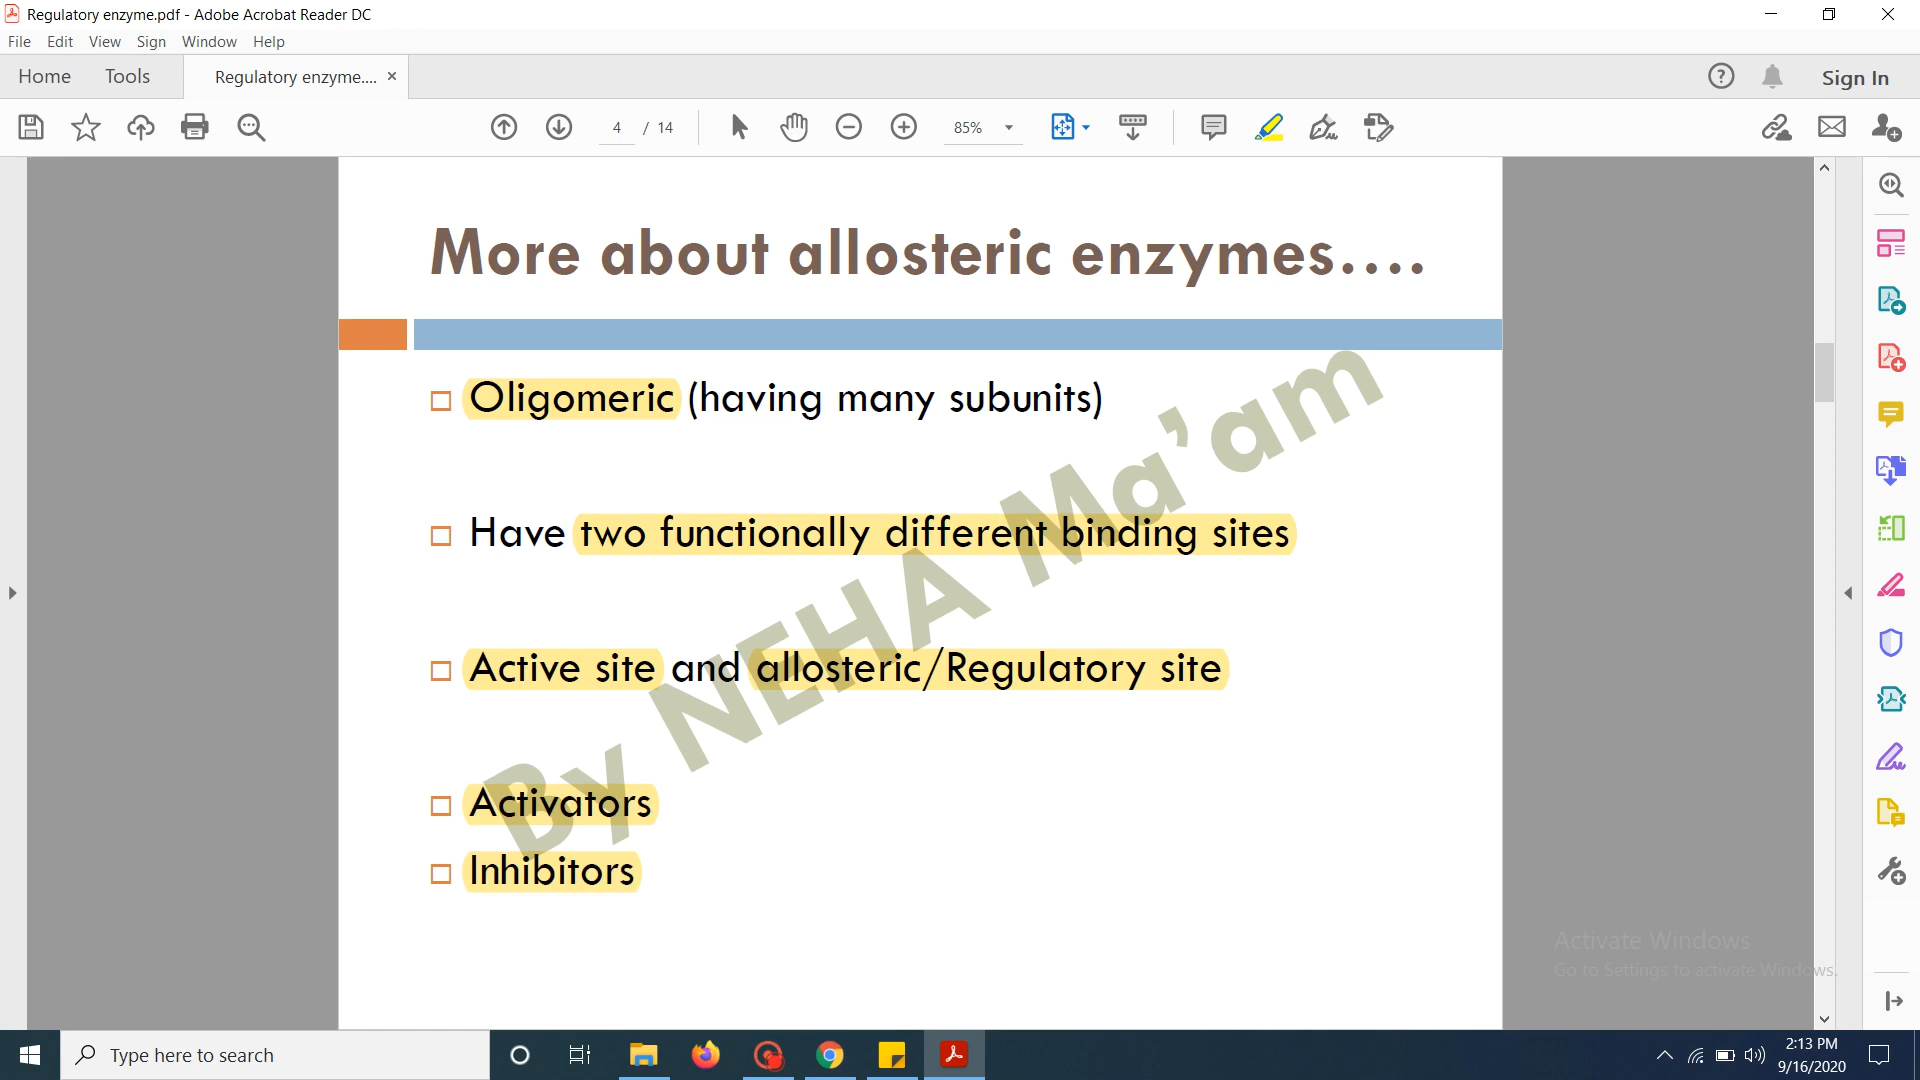 Regulatory enzyme.pdf - Adobe Acrobat Reader DC
File Edit View Sign Window Help
Home Tools Regulatory enzyme.... × Sign In
4 / 14 85%
More about allosteric enzymes....
Oligomeric (having many subunits)
Have two functionally different binding sites
Active site and allosteric/Regulatory site
Activators
Inhibitors
By NEHA Ma'am
Activate Windows
Go to Settings to activate Windows.
Type here to search
2:13 PM
9/16/2020